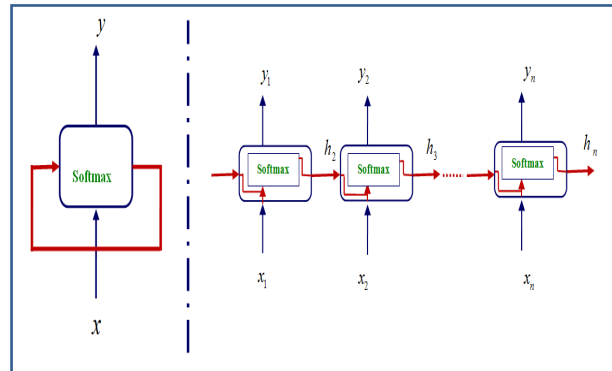 y
Softmax
x
y1 y2 yn
h2 h3 hn
Softmax Softmax Softmax
x1 x2 xn